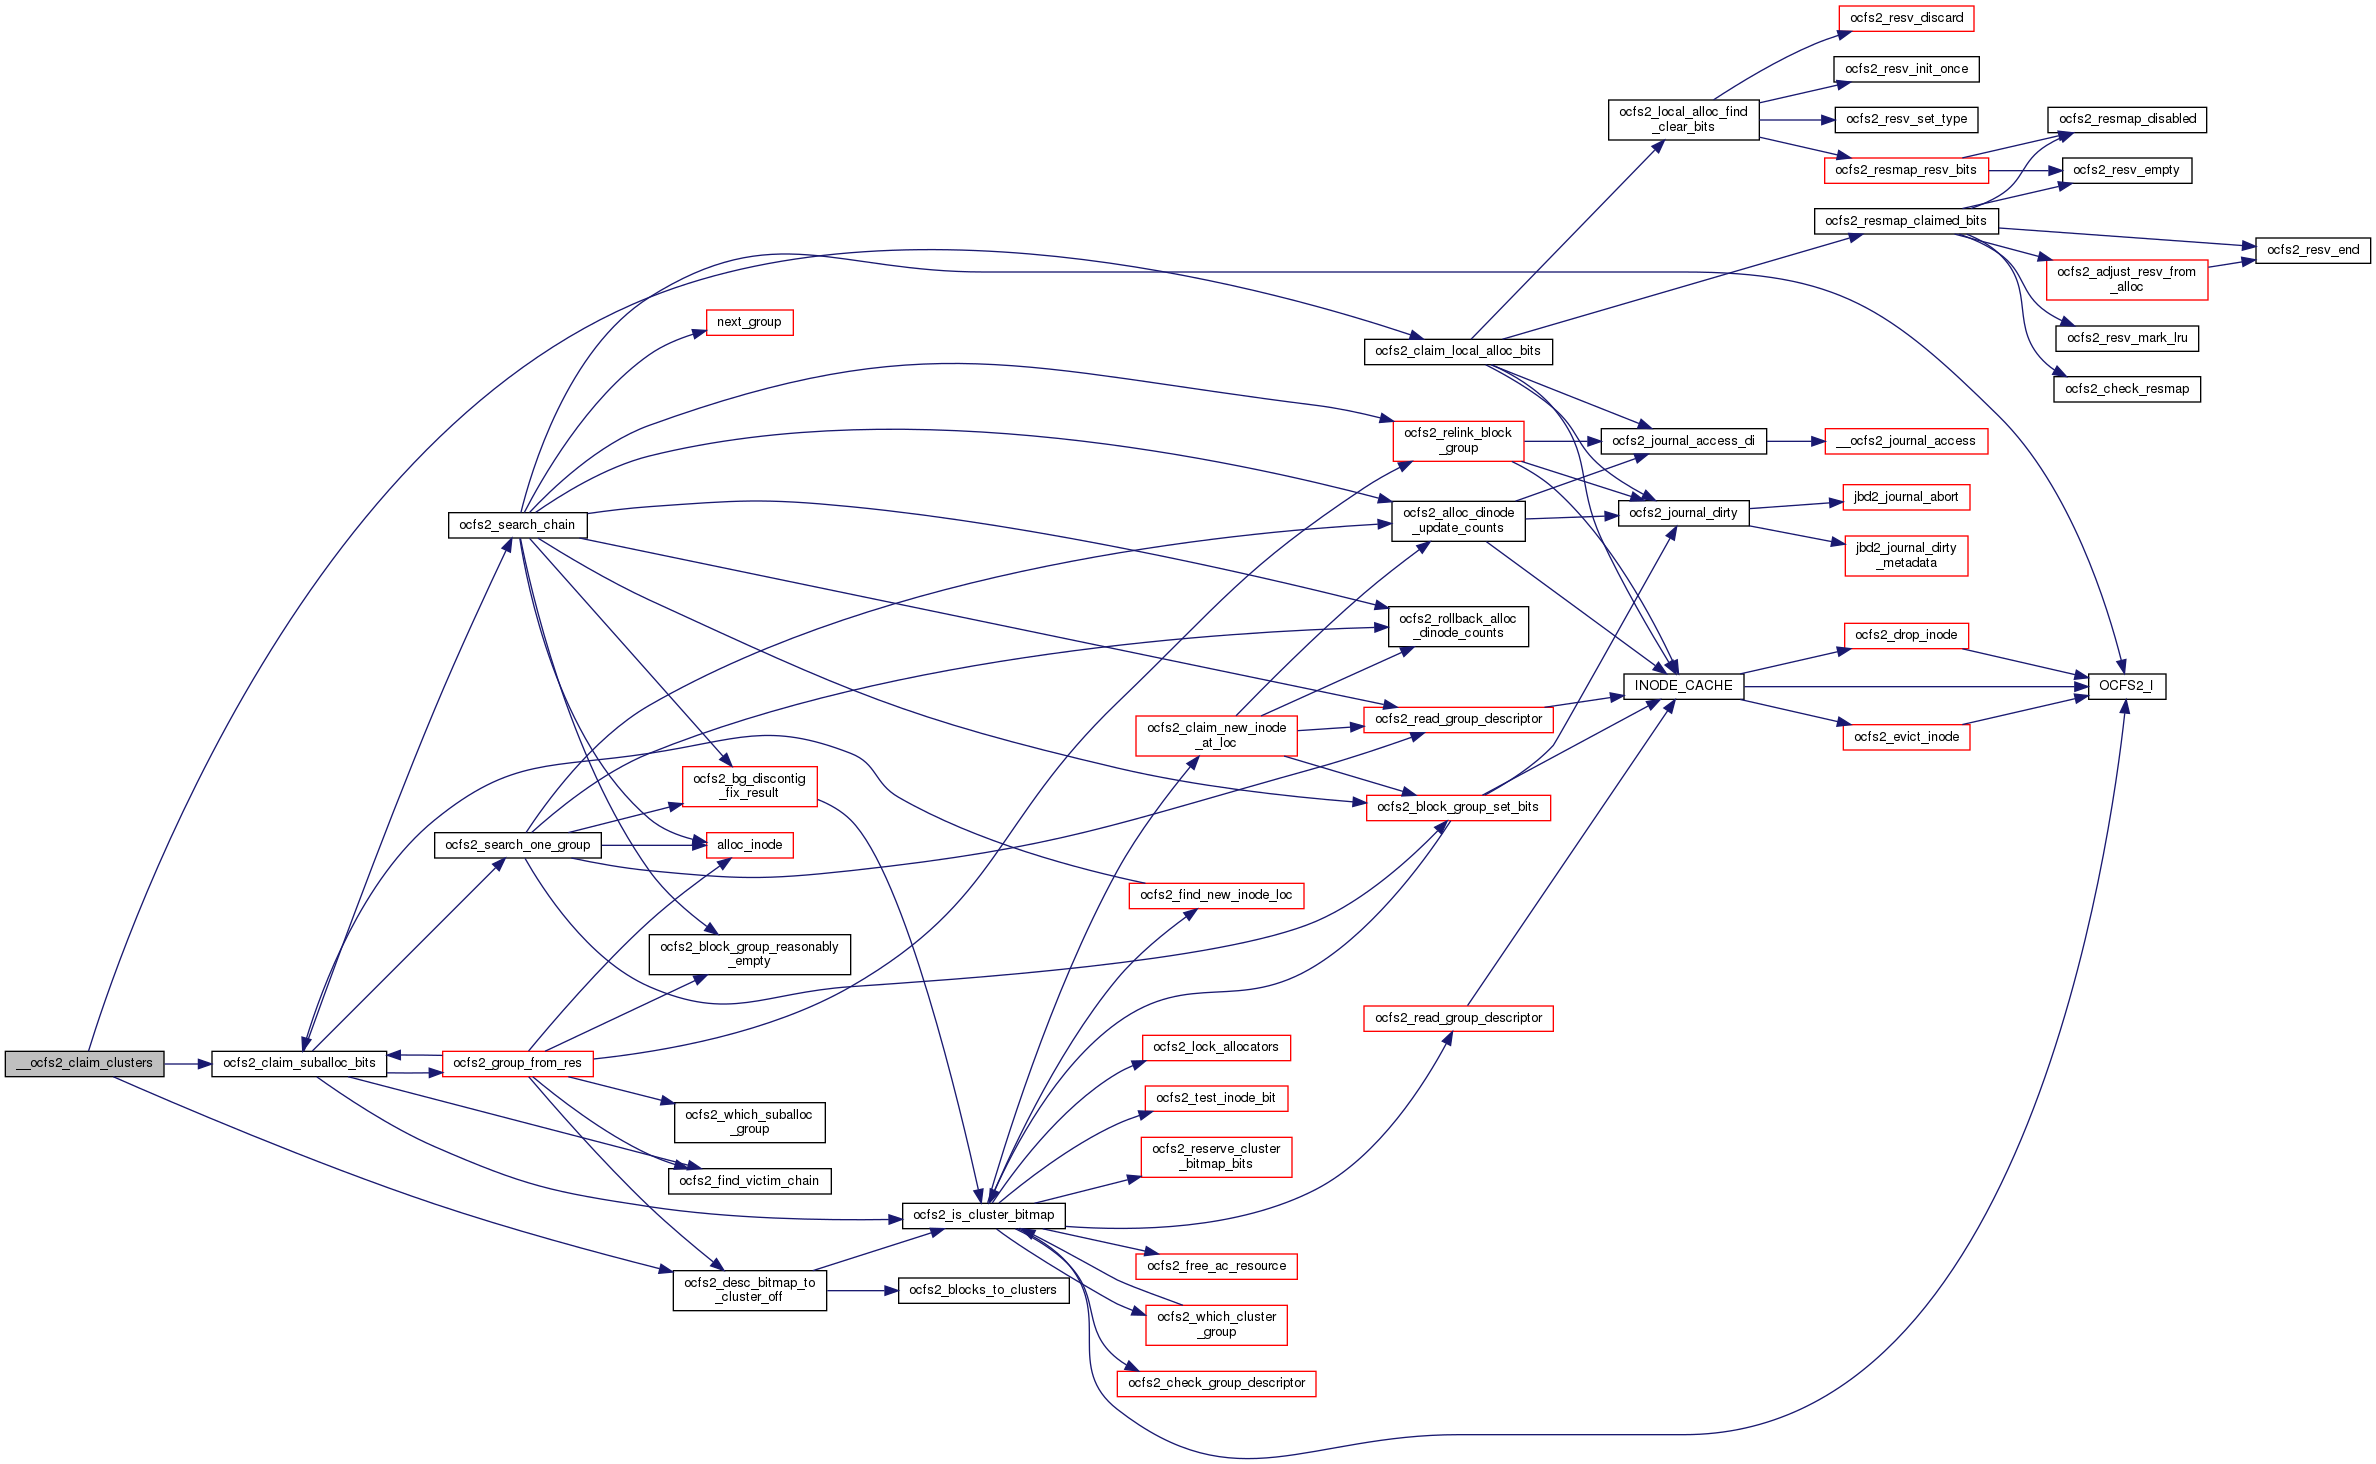 ocfs2_resv_discard
ocfs2_resv_init_once
ocfs2_local_alloc_find
_clear_bits
ocfs2_resv_set_type
ocfs2_resmap_disabled
ocfs2_resmap_resv_bits
ocfs2_resv_empty
ocfs2_resmap_claimed_bits
ocfs2_resv_end
ocfs2_adjust_resv_from
_alloc
next_group
ocfs2_resv_mark_lru
ocfs2_claim_local_alloc_bits
ocfs2_check_resmap
ocfs2_relink_block
_group
ocfs2_journal_access_di
__ocfs2_journal_access
jbd2_journal_abort
ocfs2_search_chain
ocfs2_alloc_dinode
_update_counts
ocfs2_journal_dirty
jbd2_journal_dirty
_metadata
ocfs2_rollback_alloc
_dinode_counts
ocfs2_drop_inode
INODE_CACHE
OCFS2_I
ocfs2_claim_new_inode
_at_loc
ocfs2_read_group_descriptor
ocfs2_evict_inode
ocfs2_bg_discontig
_fix_result
ocfs2_block_group_set_bits
ocfs2_search_one_group
alloc_inode
ocfs2_find_new_inode_loc
ocfs2_block_group_reasonably
_empty
ocfs2_read_group_descriptor
ocfs2_lock_allocators
__ocfs2_claim_clusters
ocfs2_claim_suballoc_bits
ocfs2_group_from_res
ocfs2_test_inode_bit
ocfs2_which_suballoc
_group
ocfs2_reserve_cluster
_bitmap_bits
ocfs2_find_victim_chain
ocfs2_is_cluster_bitmap
ocfs2_free_ac_resource
ocfs2_desc_bitmap_to
_cluster_off
ocfs2_blocks_to_clusters
ocfs2_which_cluster
_group
ocfs2_check_group_descriptor